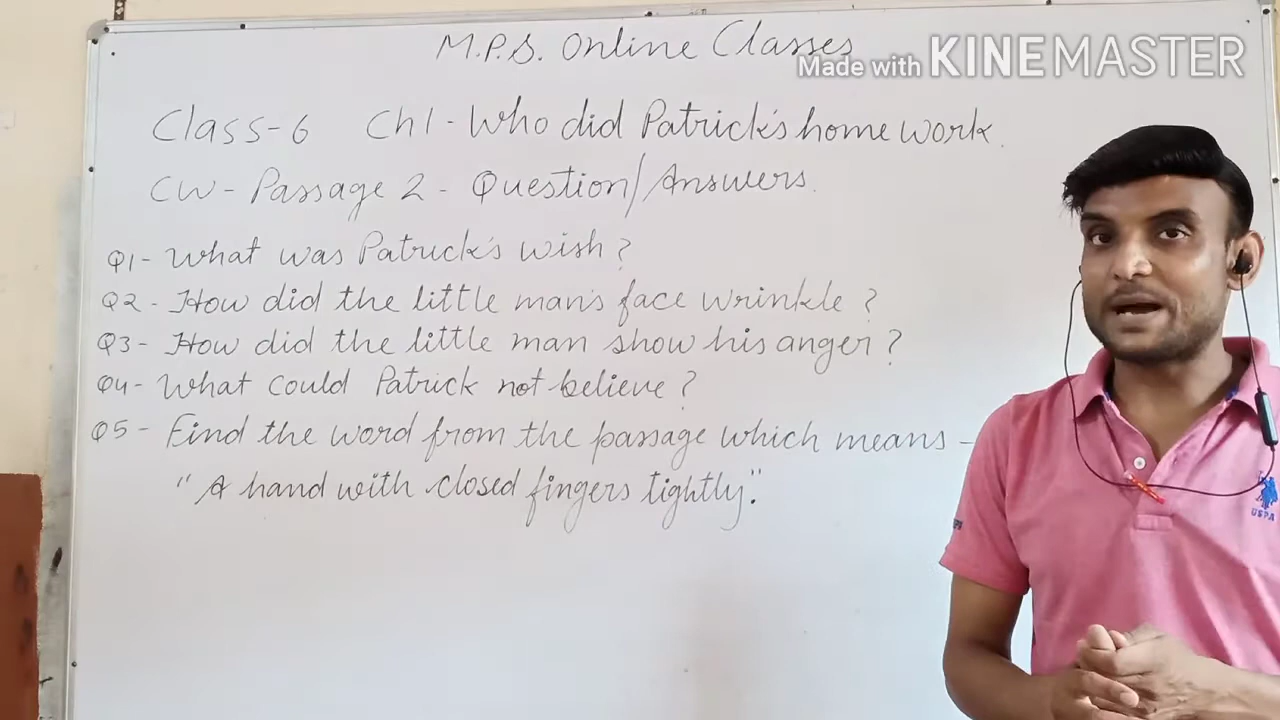 M.P.S. Online Classes
Made with KINEMASTER
Class-6 Ch1 - Who did Patrick's home work.
CW - Passage 2 - Question/Answers.
Q1 - What was Patrick's wish?
Q2 - How did the little man's face wrinkle?
Q3 - How did the little man show his anger?
Q4 - What could Patrick not believe?
Q5 - Find the word from the passage which means -
"A hand with closed fingers tightly."
USPA